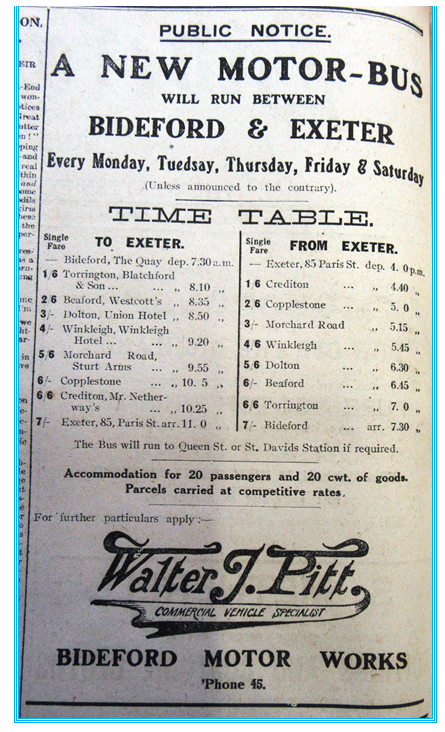 PUBLIC NOTICE.
A NEW MOTOR-BUS
WILL RUN BETWEEN
BIDEFORD & EXETER
Every Monday, Tuedsay, Thursday, Friday & Saturday
(Unless announced to the contrary).
TIME TABLE.
Single Fare TO EXETER.
— Bideford, The Quay dep. 7.30 a.m.
1/6 Torrington, Blatchford
& Son ... ... „ 8.10 „
2/6 Beaford, Westcott's „ 8.35 „
3/- Dolton, Union Hotel „ 8.50 „
4/- Winkleigh, Winkleigh
Hotel ... ... „ 9.20 „
5/6 Morchard Road,
Sturt Arms ... „ 9.55 „
6/- Copplestone ... „ 10. 5 „
6/6 Crediton, Mr. Nether-
way's ... „ 10.25 „
7/- Exeter, 85, Paris St. arr. 11. 0 „
Single Fare FROM EXETER.
— Exeter, 85 Paris St. dep. 4. 0 p.m.
1/6 Crediton ... „ 4.40 „
2/6 Copplestone ... „ 5. 0 „
3/- Morchard Road „ 5.15 „
4/6 Winkleigh ... „ 5.45 „
5/6 Dolton ... „ 6.30 „
6/- Beaford ... „ 6.45 „
6/6 Torrington ... „ 7. 0 „
7/- Bideford ... arr. 7.30 „
The Bus will run to Queen St. or St. Davids Station if required.
Accommodation for 20 passengers and 20 cwt. of goods.
Parcels carried at competitive rates.
For further particulars apply:—
Walter J. Pitt.
COMMERCIAL VEHICLE SPECIALIST
BIDEFORD MOTOR WORKS
'Phone 45.